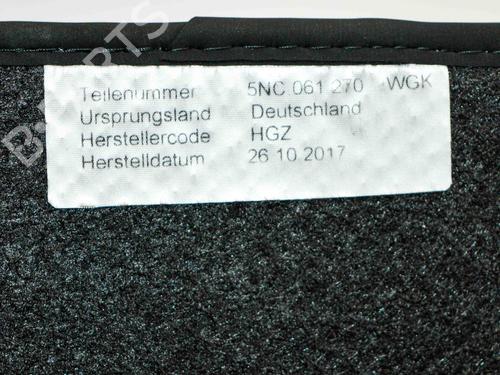 Teilenummer 5NC 061 270 WGK
Ursprungsland Deutschland
Herstellercode HGZ
Herstelldatum 26 10 2017